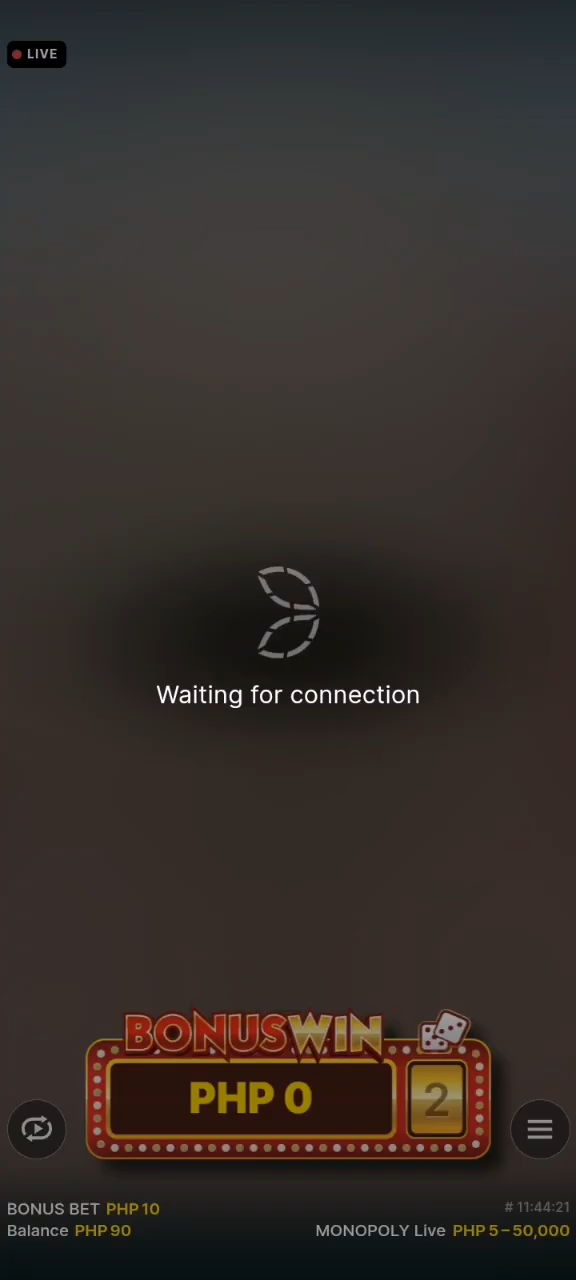 LIVE
Waiting for connection
BONUSWIN
PHP 0
2
BONUS BET PHP 10
# 11:44:21
Balance PHP 90
MONOPOLY Live PHP 5–50,000